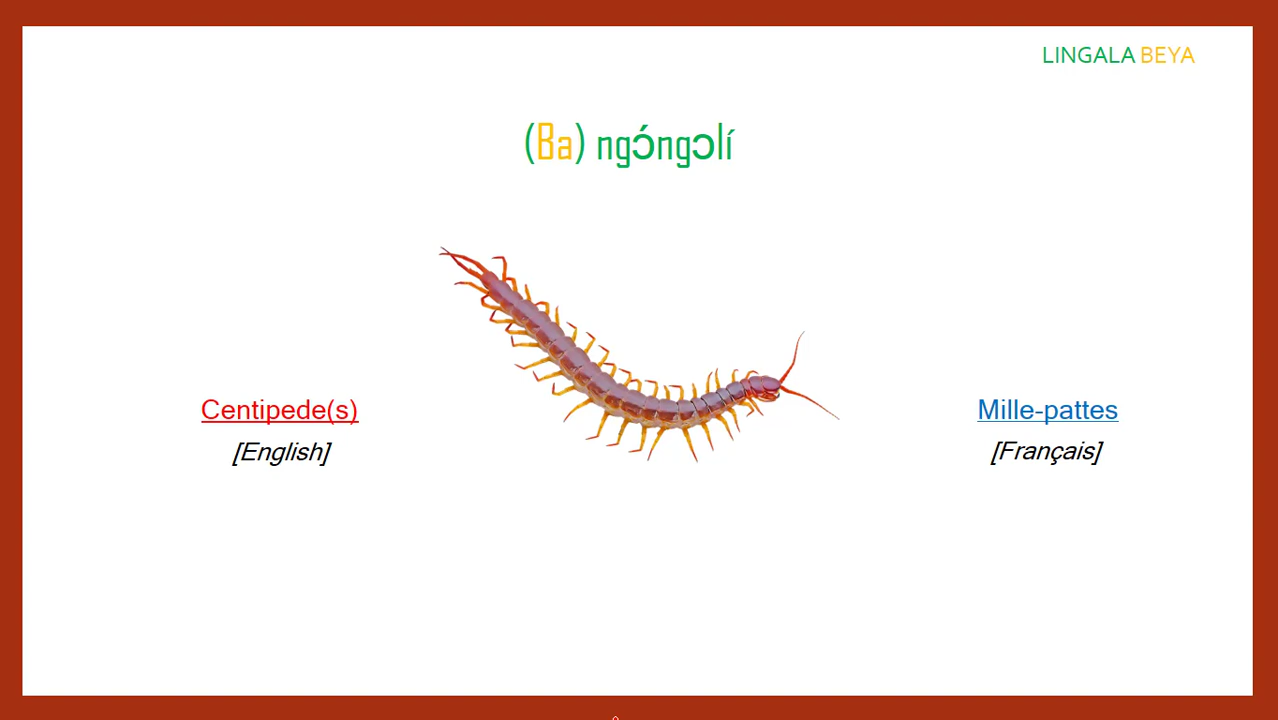 LINGALA BEYA
(Ba) ngɔ́ngɔlí
Centipede(s)
[English]
Mille-pattes
[Français]